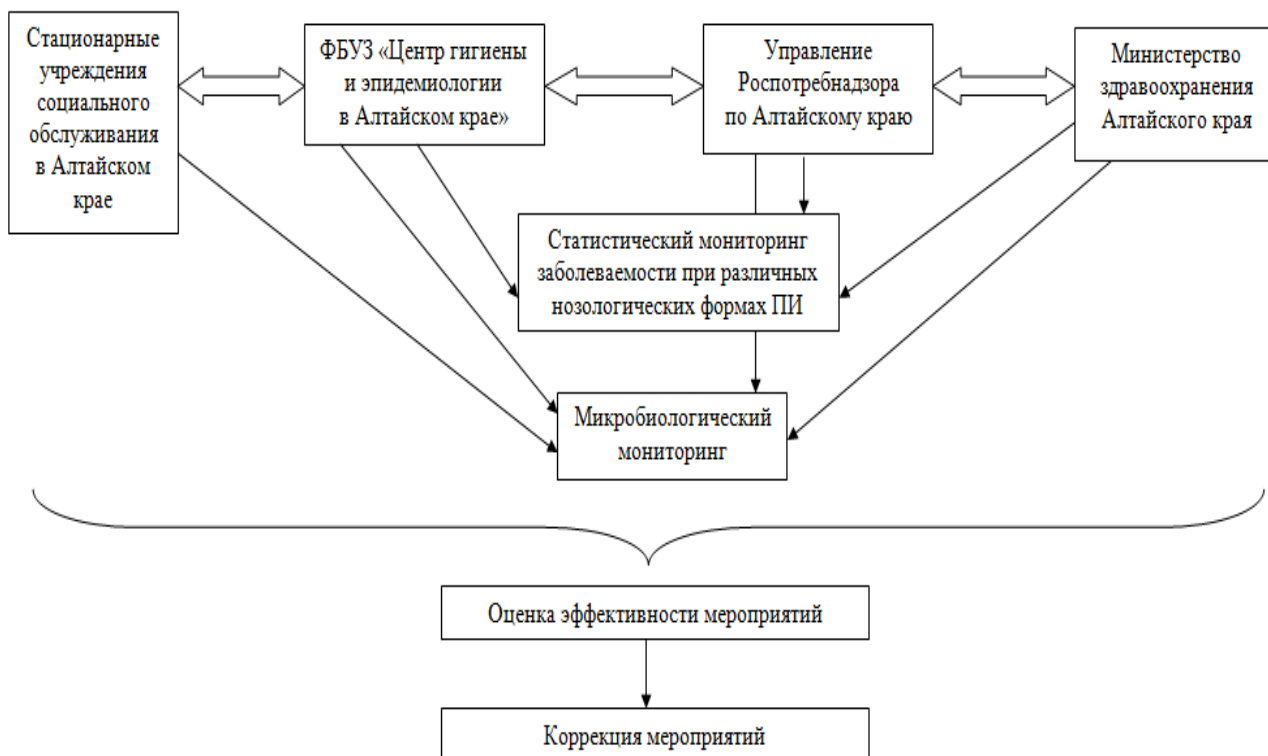 Стационарные
учреждения
социального
обслуживания
в Алтайском
крае
ФБУЗ «Центр гигиены
и эпидемиологии
в Алтайском крае»
Управление
Роспотребнадзора
по Алтайскому краю
Министерство
здравоохранения
Алтайского края
Статистический мониторинг
заболеваемости при различных
нозологических формах ПИ
Микробиологический
мониторинг
Оценка эффективности мероприятий
Коррекция мероприятий